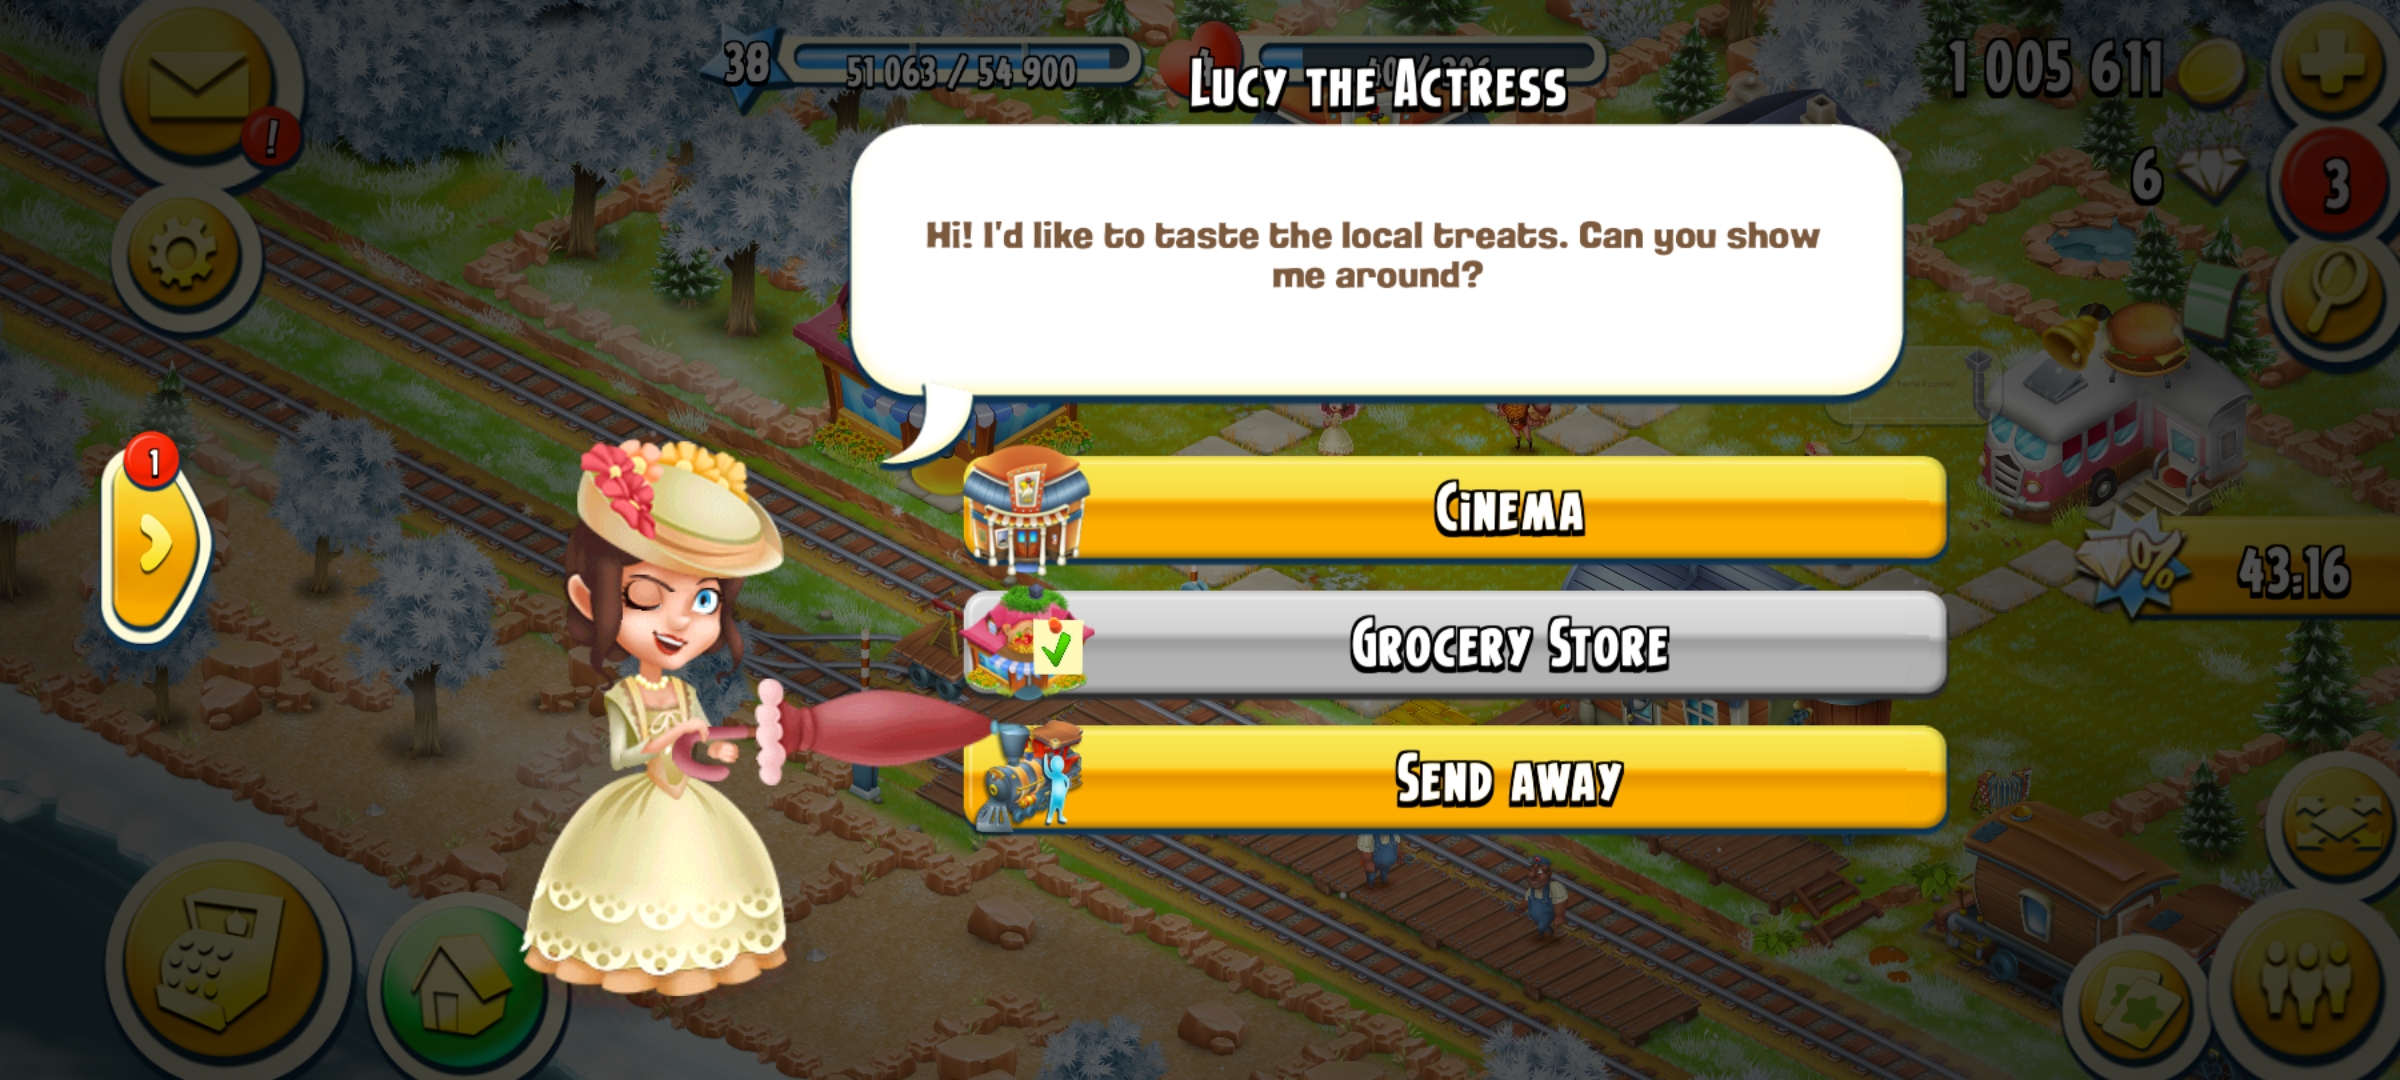 38
51 063 / 54 900
4
LUCY THE ACTRESS
1 005 611
!
6
3
Hi! I'd like to taste the local treats. Can you show
me around?
1
CINEMA
%
43:16
GROCERY STORE
SEND AWAY